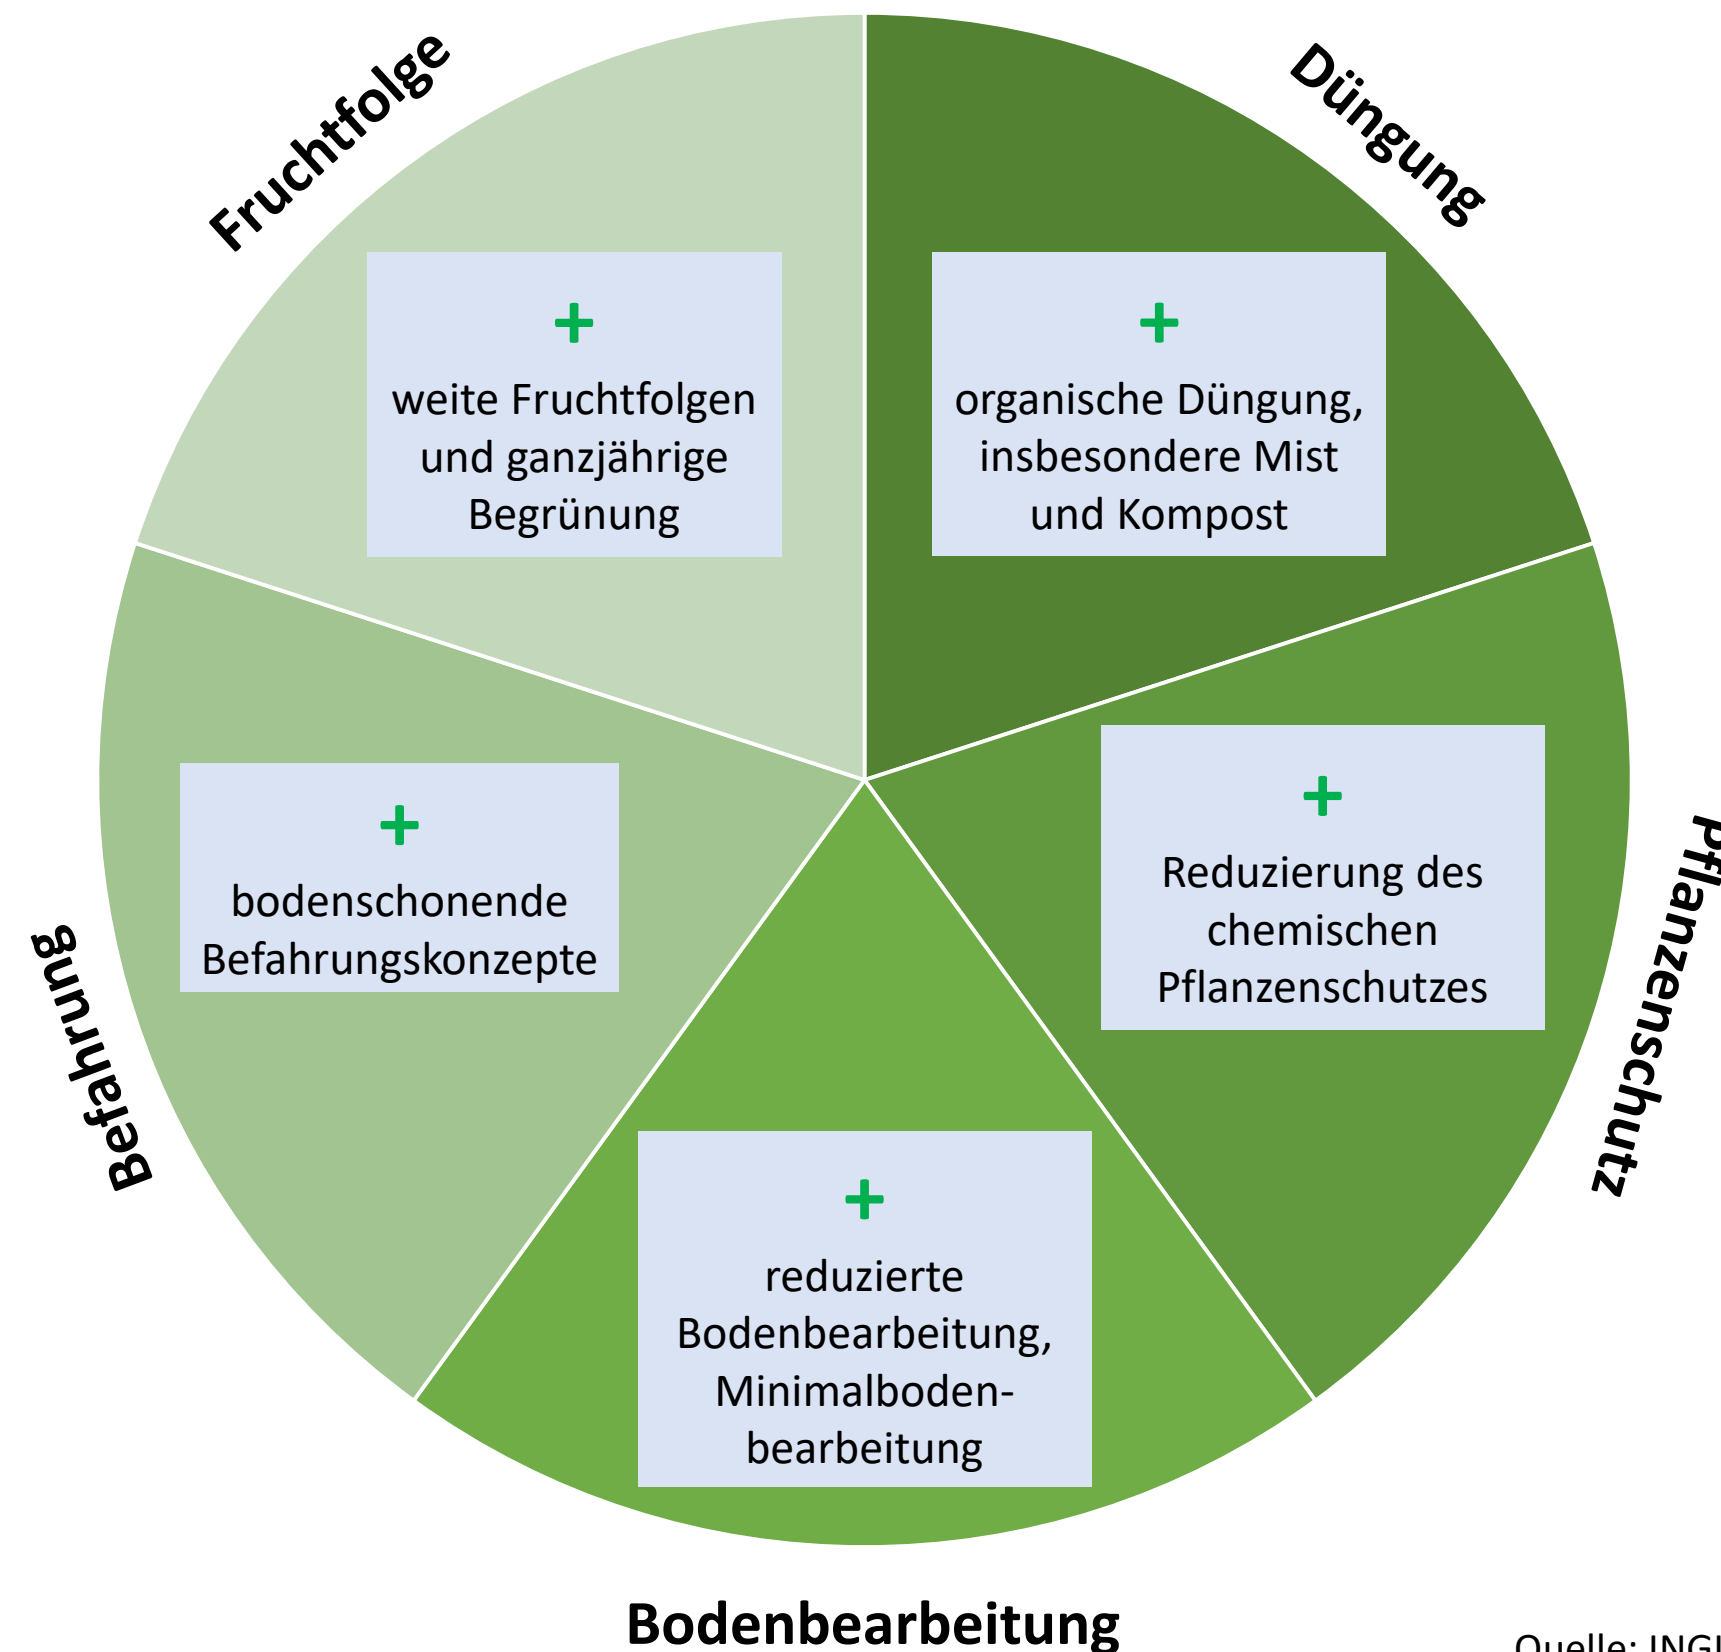 Fruchtfolge
Düngung
+
weite Fruchtfolgen
und ganzjährige
Begrünung
+
organische Düngung,
insbesondere Mist
und Kompost
+
Reduzierung des
chemischen
Pflanzenschutzes
Pflanzenschutz
+
bodenschonende
Befahrungskonzepte
Befahrung
+
reduzierte
Bodenbearbeitung,
Minimalboden-
bearbeitung
Bodenbearbeitung
Quelle: